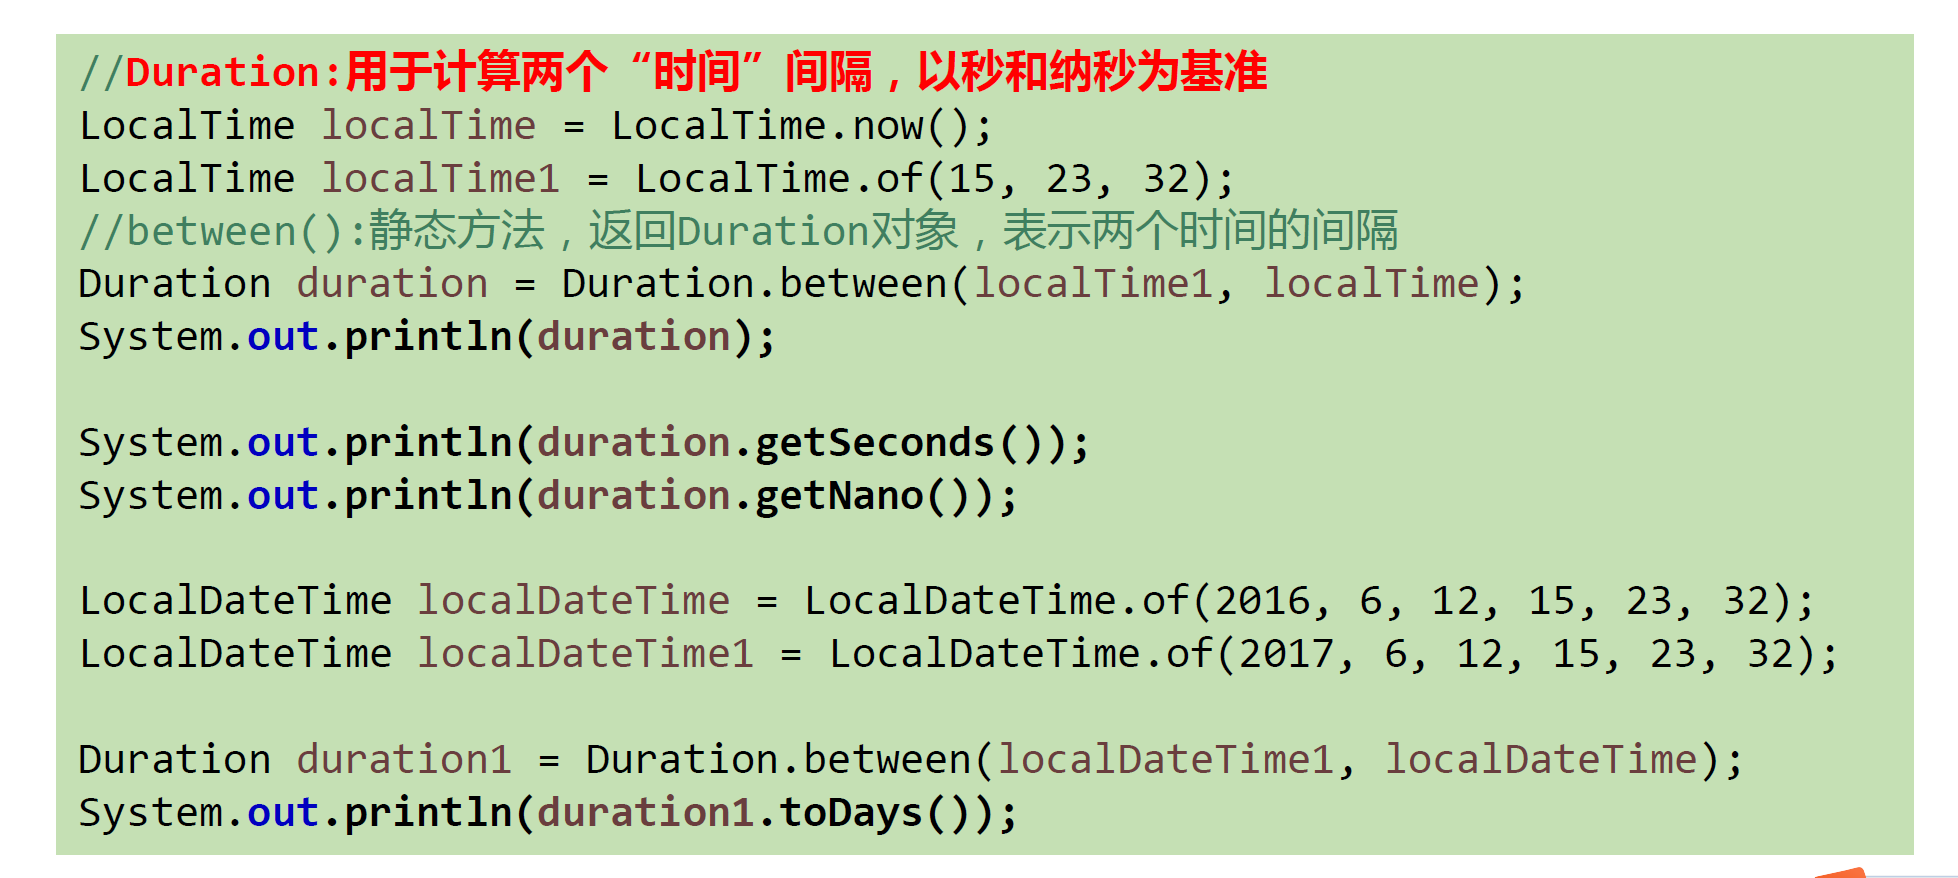 //Duration:用于计算两个“时间”间隔，以秒和纳秒为基准
LocalTime localTime = LocalTime.now();
LocalTime localTime1 = LocalTime.of(15, 23, 32);
//between():静态方法，返回Duration对象，表示两个时间的间隔
Duration duration = Duration.between(localTime1, localTime);
System.out.println(duration);
System.out.println(duration.getSeconds());
System.out.println(duration.getNano());
LocalDateTime localDateTime = LocalDateTime.of(2016, 6, 12, 15, 23, 32);
LocalDateTime localDateTime1 = LocalDateTime.of(2017, 6, 12, 15, 23, 32);
Duration duration1 = Duration.between(localDateTime1, localDateTime);
System.out.println(duration1.toDays());